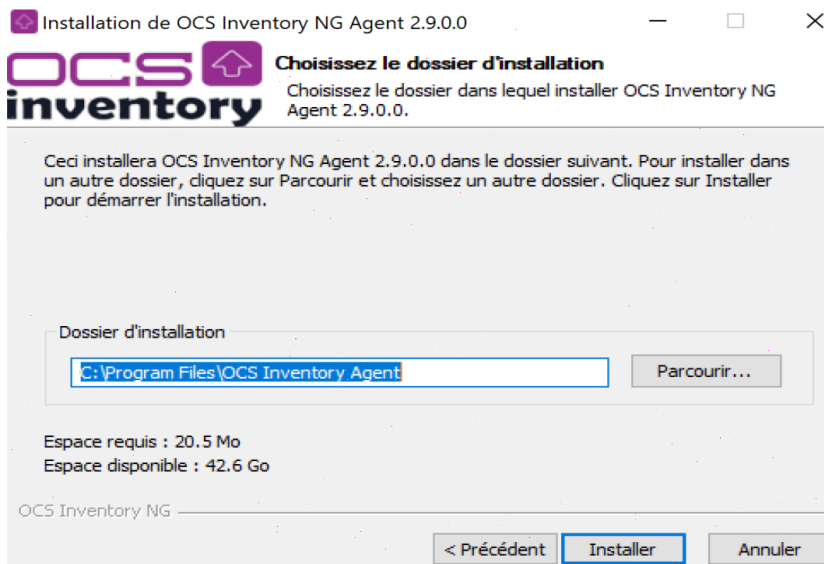 Installation de OCS Inventory NG Agent 2.9.0.0
OCS
inventory
Choisissez le dossier d'installation
Choisissez le dossier dans lequel installer OCS Inventory NG
Agent 2.9.0.0.
Ceci installera OCS Inventory NG Agent 2.9.0.0 dans le dossier suivant. Pour installer dans
un autre dossier, cliquez sur Parcourir et choisissez un autre dossier. Cliquez sur Installer
pour démarrer l'installation.
Dossier d'installation
C:\Program Files\OCS Inventory Agent
Parcourir...
Espace requis : 20.5 Mo
Espace disponible : 42.6 Go
OCS Inventory NG
< Précédent
Installer
Annuler